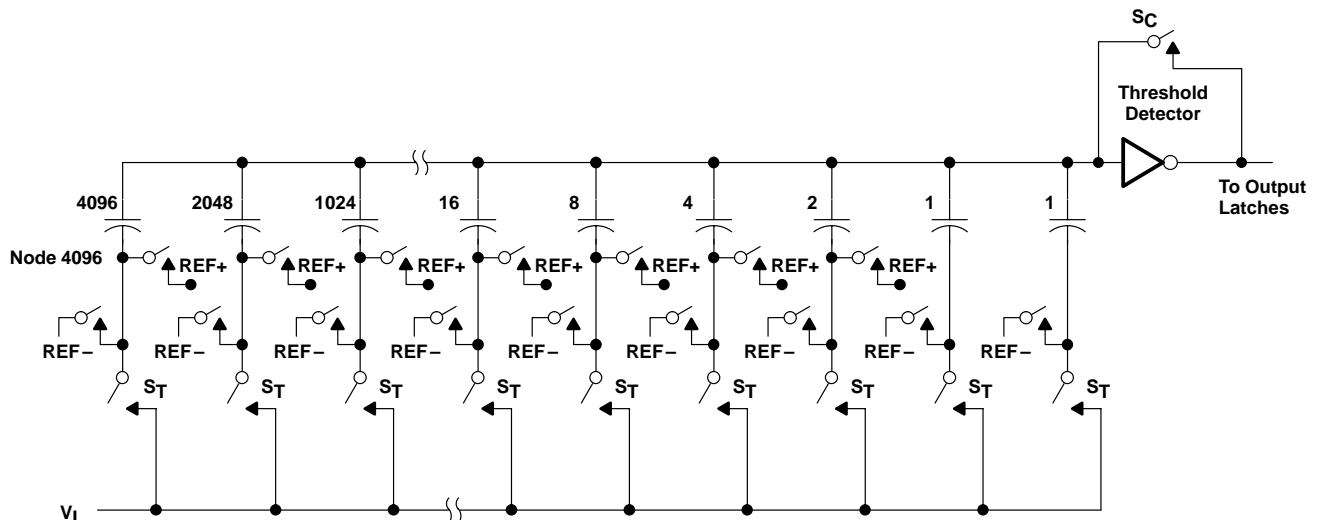 SC
Threshold
Detector
To Output
Latches
4096 2048 1024 16 8 4 2 1 1
Node 4096 REF+ REF+ REF+ REF+ REF+ REF+ REF+
REF− REF− REF− REF− REF− REF− REF− REF− REF−
ST ST ST ST ST ST ST ST ST
VI